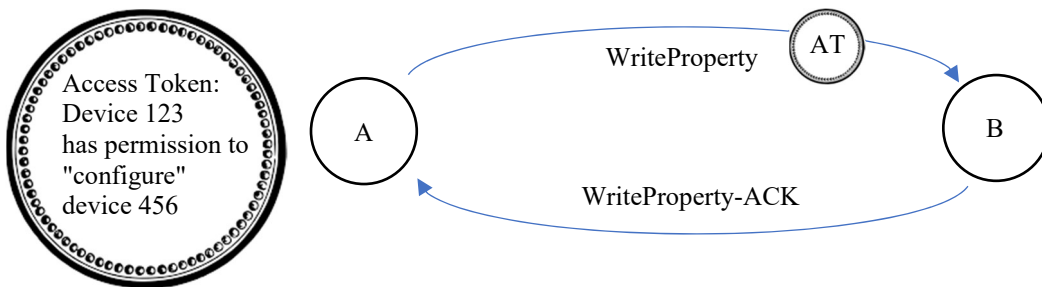 Access Token:
Device 123
has permission to
"configure"
device 456
WriteProperty
AT
A
B
WriteProperty-ACK